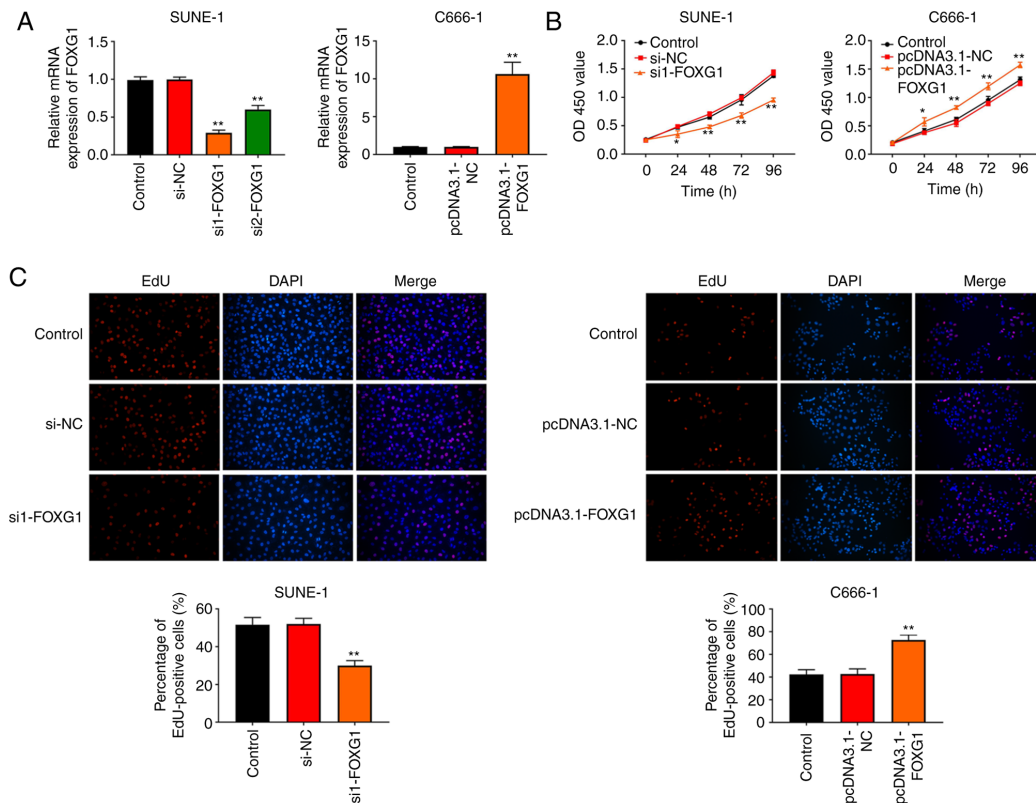 A
SUNE-1
Relative mRNA
expression of FOXG1
1.5
1.0
0.5
0.0
**
**
Control
si-NC
si1-FOXG1
si2-FOXG1
C666-1
Relative mRNA
expression of FOXG1
15
10
5
0
**
Control
pcDNA3.1-
NC
pcDNA3.1-
FOXG1
B
SUNE-1
OD 450 value
2.0
1.5
1.0
0.5
0.0
Control
si-NC
si1-FOXG1
*
**
**
**
0 24 48 72 96
Time (h)
C666-1
OD 450 value
2.0
1.5
1.0
0.5
0.0
Control
pcDNA3.1-NC
pcDNA3.1-
FOXG1
*
**
**
**
0 24 48 72 96
Time (h)
C
EdU DAPI Merge
Control
si-NC
si1-FOXG1
EdU DAPI Merge
Control
pcDNA3.1-NC
pcDNA3.1-FOXG1
SUNE-1
Percentage of
EdU-positive cells (%)
60
40
20
0
**
Control
si-NC
si1-FOXG1
C666-1
Percentage of
EdU-positive cells (%)
100
80
60
40
20
0
**
Control
pcDNA3.1-
NC
pcDNA3.1-
FOXG1